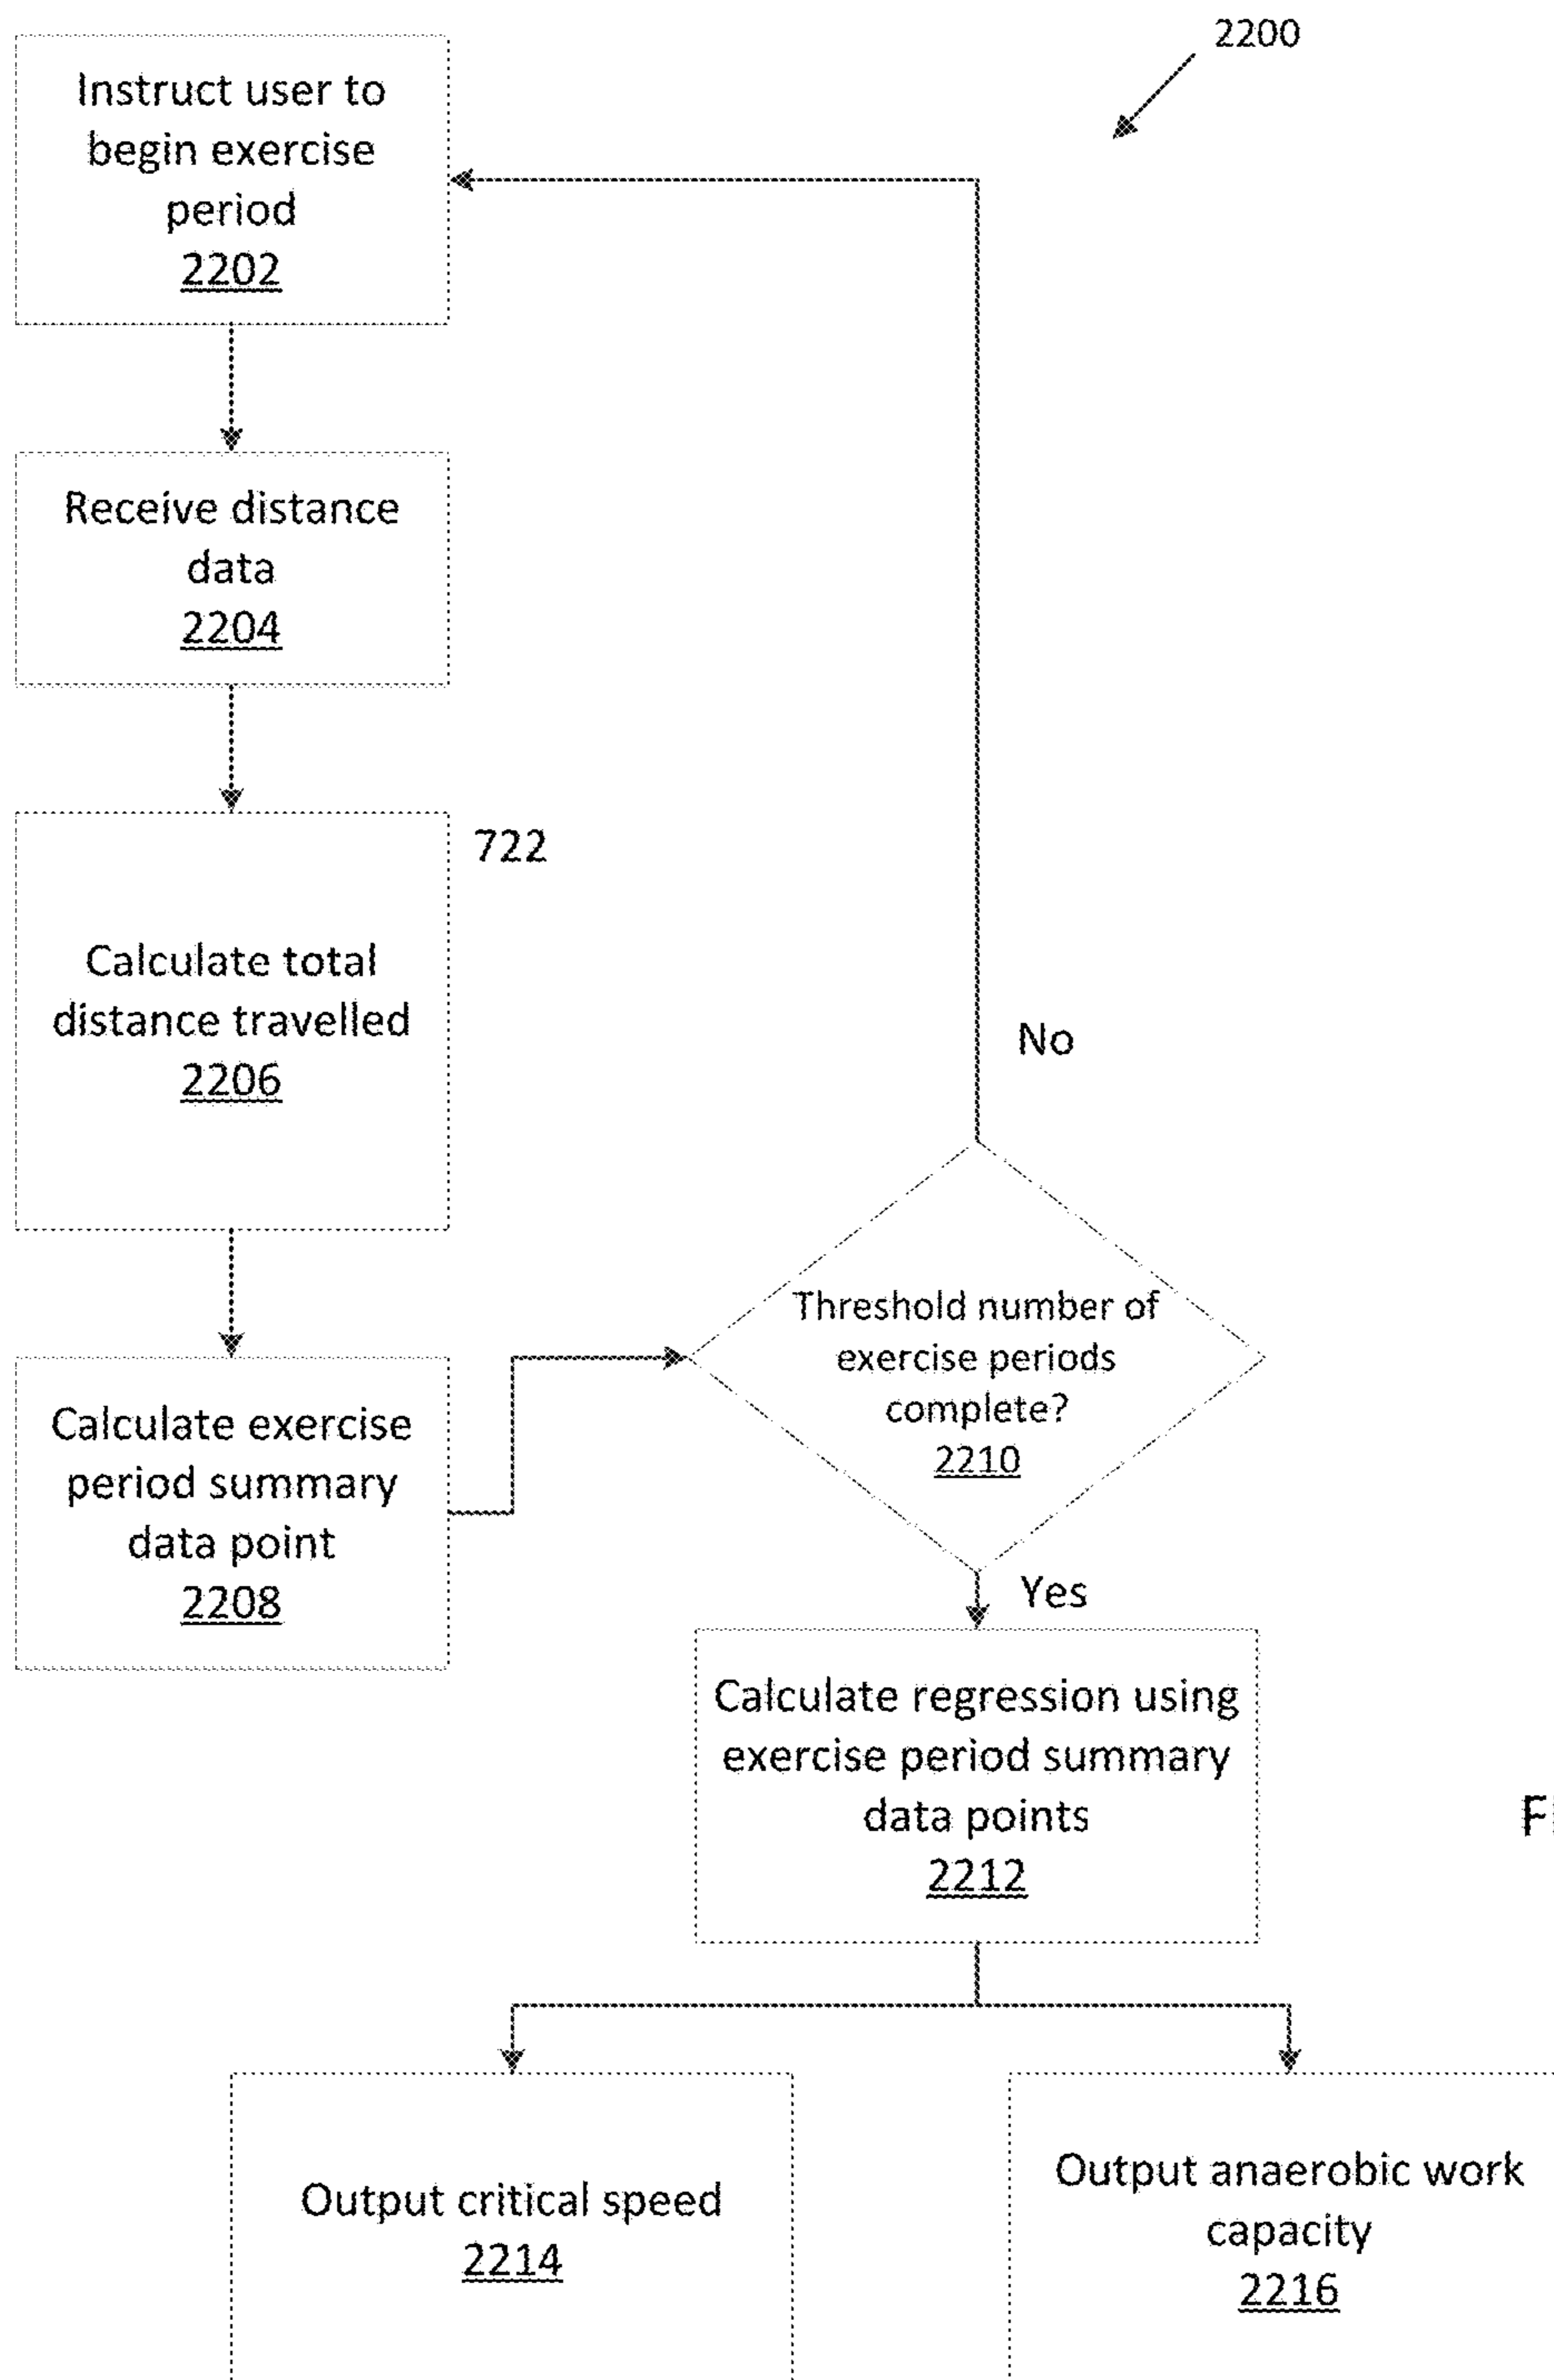 2200
Instruct user to
begin exercise
period
2202
Receive distance
data
2204
722
Calculate total
distance travelled
2206
No
Calculate exercise
period summary
data point
2208
Threshold number of
exercise periods
complete?
2210
Yes
Calculate regression using
exercise period summary
data points
2212
Output critical speed
2214
Output anaerobic work
capacity
2216